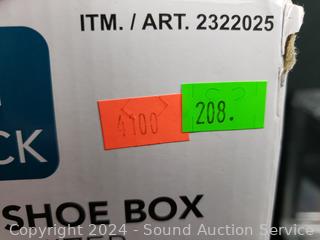 ITM. / ART. 2322025
4100
208.
CK
SHOE BOX
Copyright 2024 - Sound Auction Service